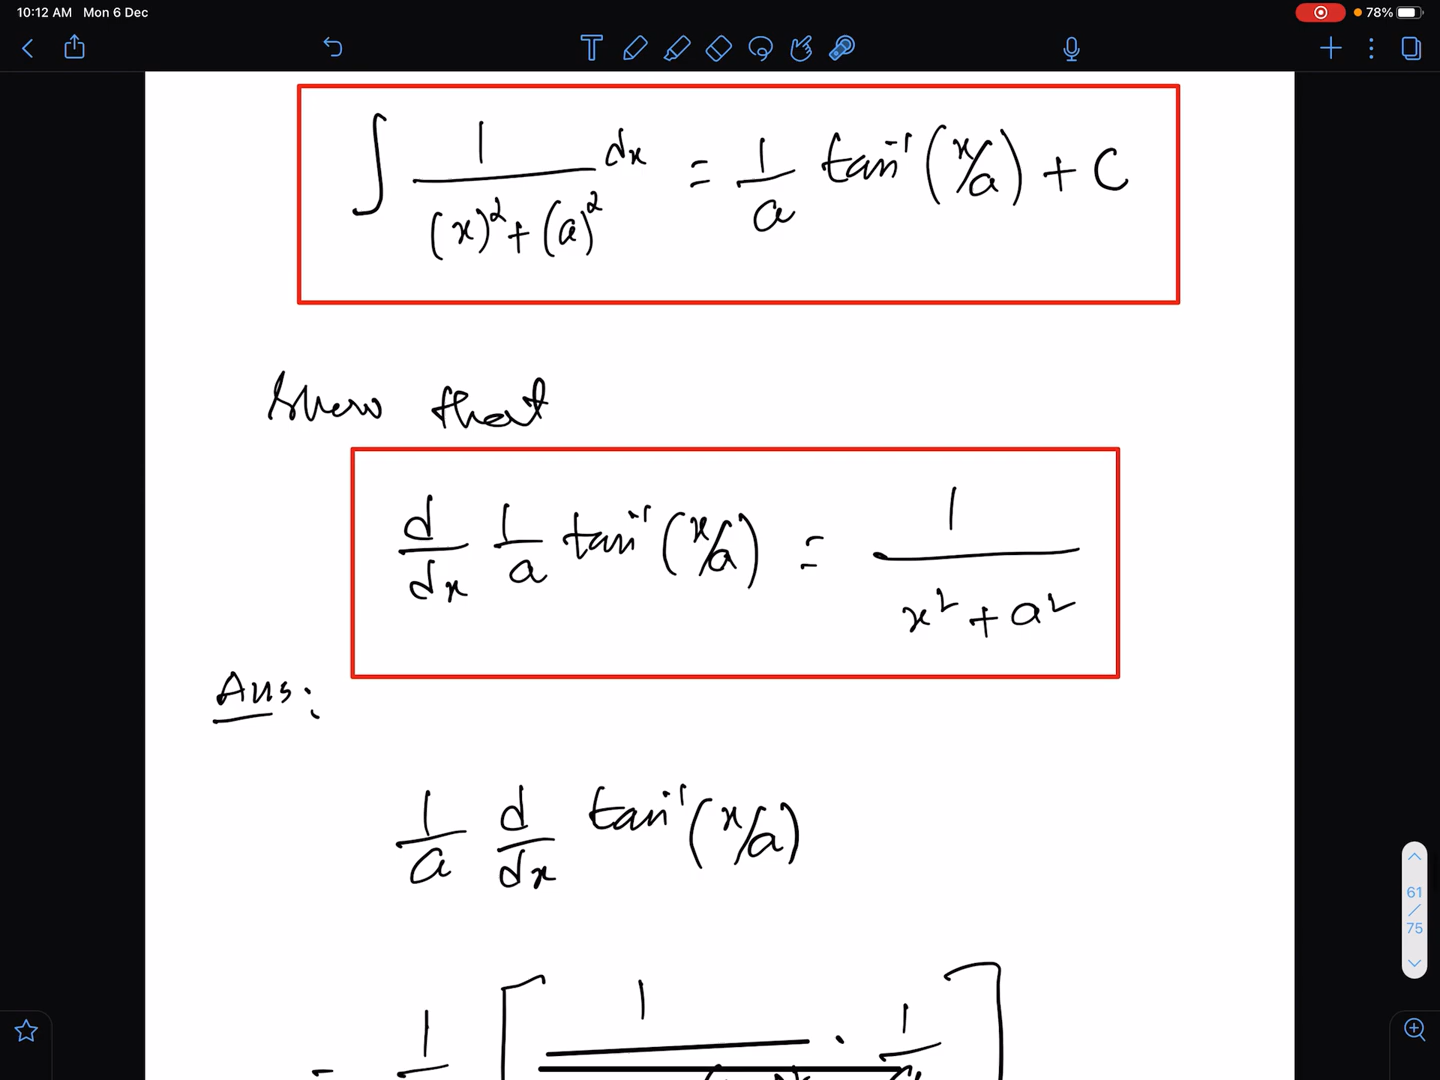 10:12 AM Mon 6 Dec
78%
∫ 1/((x)²+(a)²) dx = 1/a tan⁻¹(x/a) + C
Show that
d/dx 1/a tan⁻¹(x/a) = 1/(x²+a²)
Ans:
1/a d/dx tan⁻¹(x/a)
61
/
75